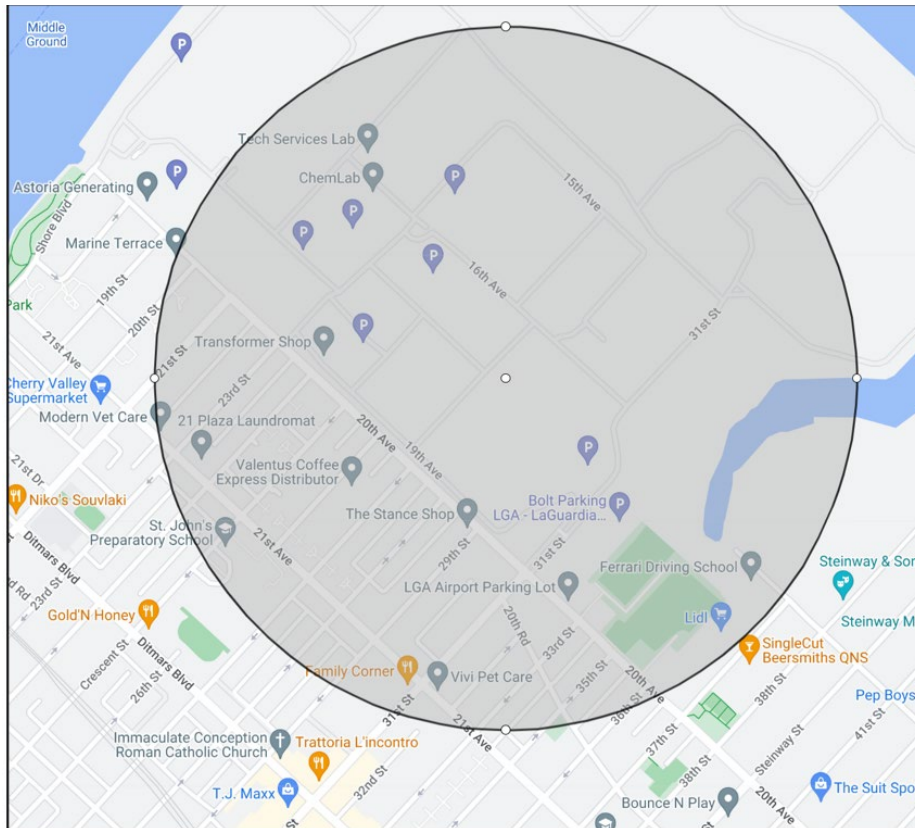 Middle
Ground
P
Tech Services Lab
ChemLab
P
P
15th Ave
Astoria Generating
P
P
Shore Blvd
Marine Terrace
P
16th Ave
19th St
Park
20th St
31st St
P
21st Ave
21st St
Transformer Shop
23rd St
Cherry Valley
Supermarket
Modern Vet Care
21 Plaza Laundromat
20th Ave
19th Ave
P
21st Dr
Valentus Coffee
Express Distributor
Niko's Souvlaki
The Stance Shop
Bolt Parking
LGA - LaGuardia...
P
St. John's
Preparatory School
21st Ave
29th St
31st St
Ditmars Blvd
Rd
23rd St
LGA Airport Parking Lot
Ferrari Driving School
Steinway & Son
Gold'N Honey
Lidl
Steinway M
Ditmars Blvd
20th Rd
33rd St
SingleCut
Beersmiths QNS
Crescent St
26th St
Family Corner
Vivi Pet Care
35th St
20th Ave
38th St
Pep Boys
31st St
21st Ave
36th St
37th St
41st St
Immaculate Conception
Roman Catholic Church
Trattoria L'incontro
Steinway St
32nd St
38th St
T.J. Maxx
Bounce N Play
20th Ave
The Suit Spo